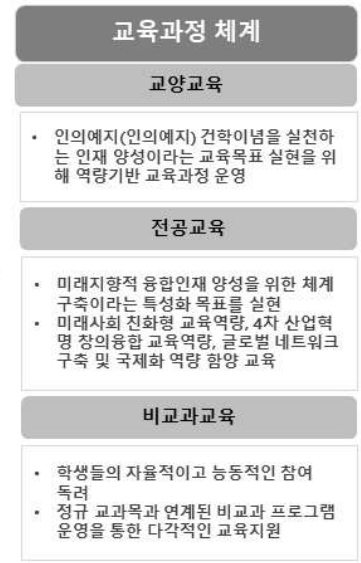 교육과정 체계
교양교육
• 인의예지(인의예지) 건학이념을 실천하
는 인재 양성이라는 교육목표 실현을 위
해 역량기반 교육과정 운영
전공교육
• 미래지향적 융합인재 양성을 위한 체계
구축이라는 특성화 목표를 실현
• 미래사회 친화형 교육역량, 4차 산업혁
명 창의융합 교육역량, 글로벌 네트워크
구축 및 국제화 역량 함양 교육
비교과교육
• 학생들의 자율적이고 능동적인 참여
독려
• 정규 교과목과 연계된 비교과 프로그램
운영을 통한 다각적인 교육지원